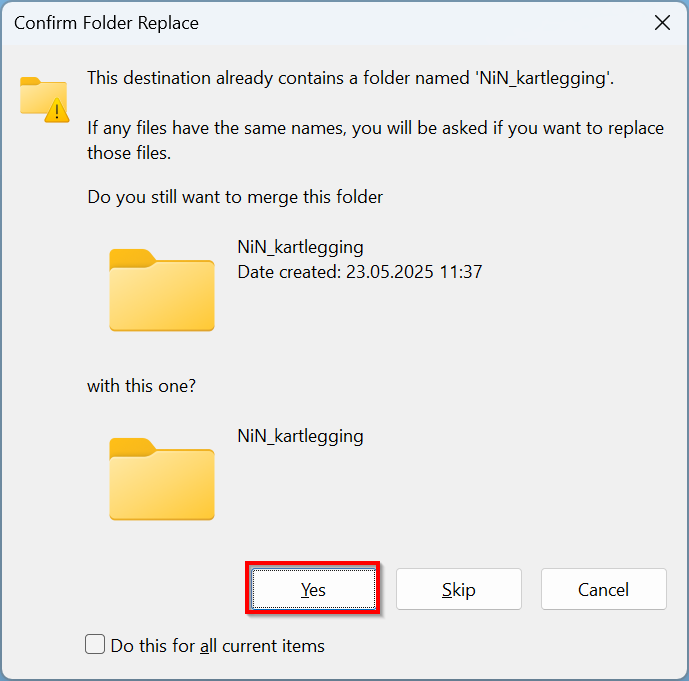 Confirm Folder Replace
This destination already contains a folder named 'NiN_kartlegging'.
If any files have the same names, you will be asked if you want to replace
those files.
Do you still want to merge this folder
NiN_kartlegging
Date created: 23.05.2025 11:37
with this one?
NiN_kartlegging
Yes
Skip
Cancel
Do this for all current items